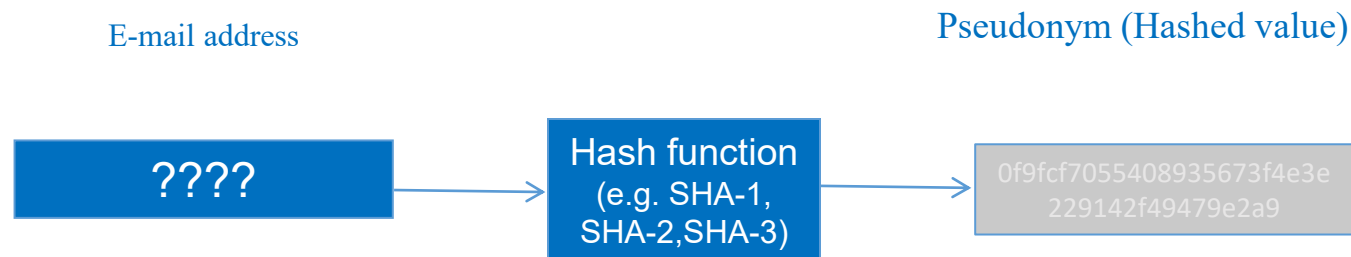 E-mail address
Pseudonym (Hashed value)
????
Hash function
(e.g. SHA-1,
SHA-2,SHA-3)
0f9fcf7055408935673f4e3e
229142f49479e2a9